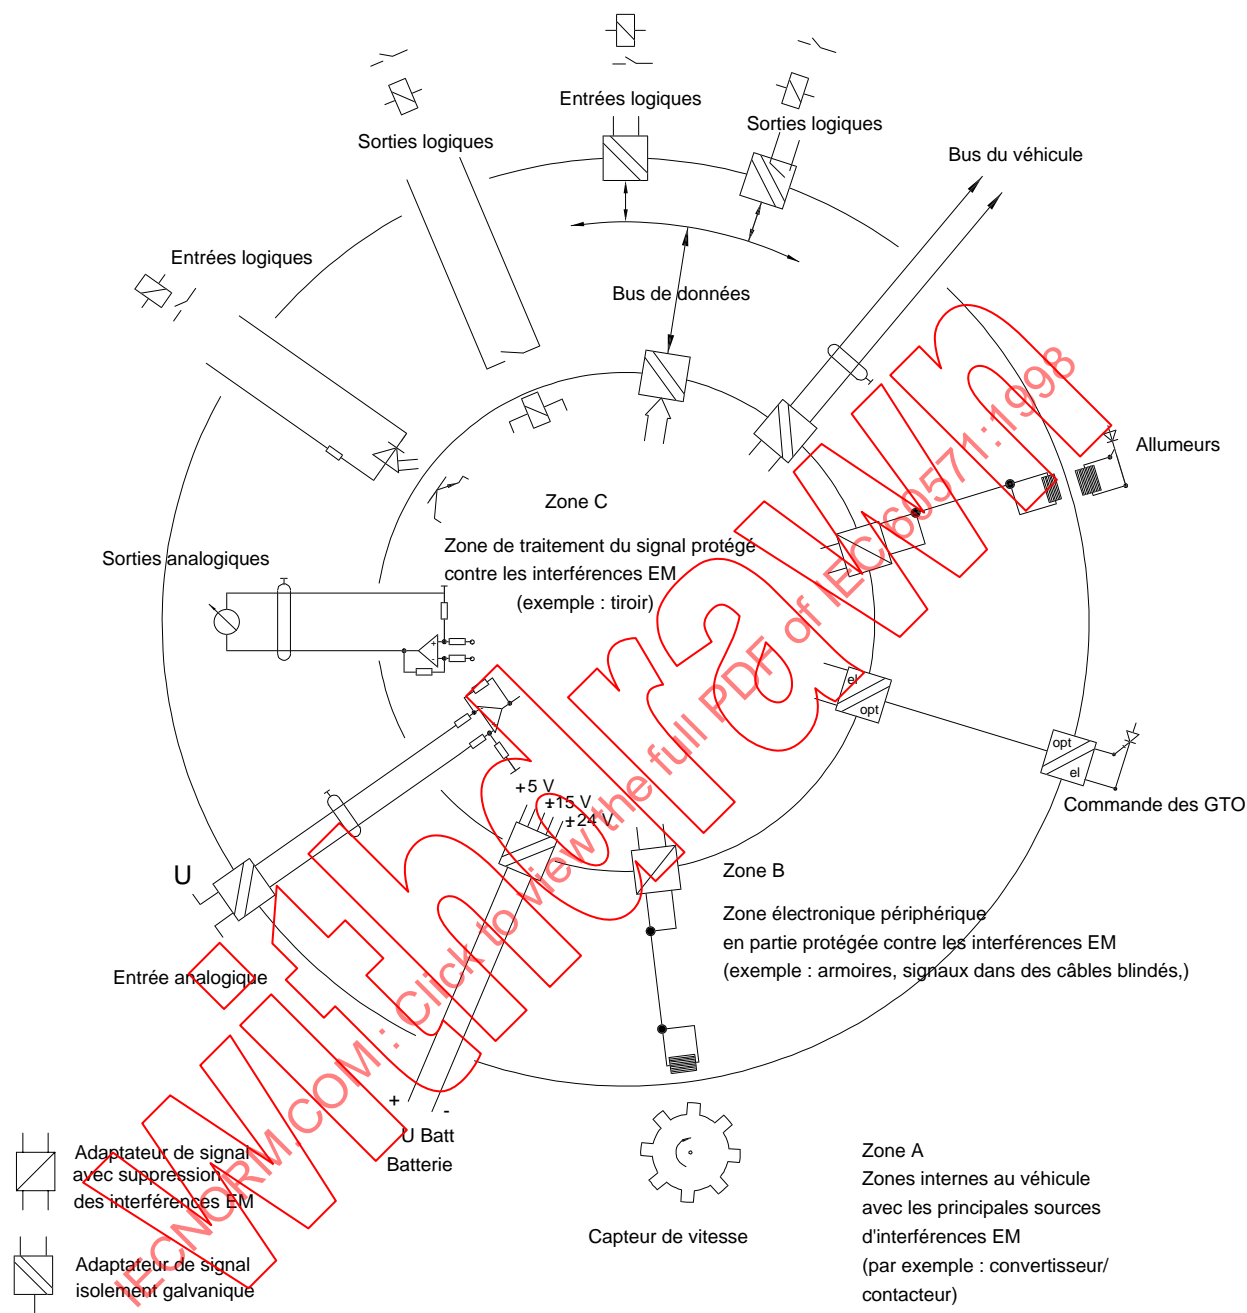 Entrées logiques
Sorties logiques
Sorties logiques
Bus du véhicule
Entrées logiques
Bus de données
Allumeurs
Zone C
Zone de traitement du signal protégé
contre les interférences EM
(exemple : tiroir)
Sorties analogiques
+
-
el
opt
opt
el
+5 V
±15 V
±24 V
Commande des GTO
U
Zone B
Zone électronique périphérique
en partie protégée contre les interférences EM
(exemple : armoires, signaux dans des câbles blindés,)
Entrée analogique
+
-
U Batt
Batterie
Adaptateur de signal
avec suppression
des interférences EM
Adaptateur de signal
isolement galvanique
Capteur de vitesse
Zone A
Zones internes au véhicule
avec les principales sources
d'interférences EM
(par exemple : convertisseur/
contacteur)
Withdrawn
IECNORM.COM : Click to view the full PDF of IEC 60571:1998